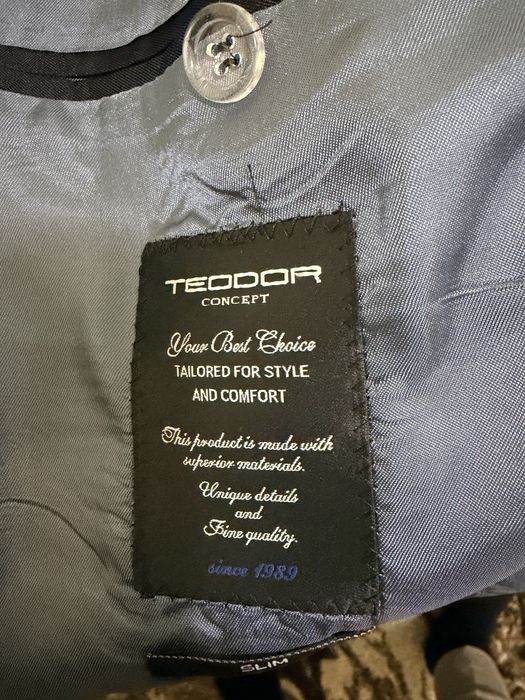 TEODOR
CONCEPT
Your Best Choice
TAILORED FOR STYLE
AND COMFORT
This product is made with
superior materials.
Unique details
and
Fine quality.
since 1989
SLIM